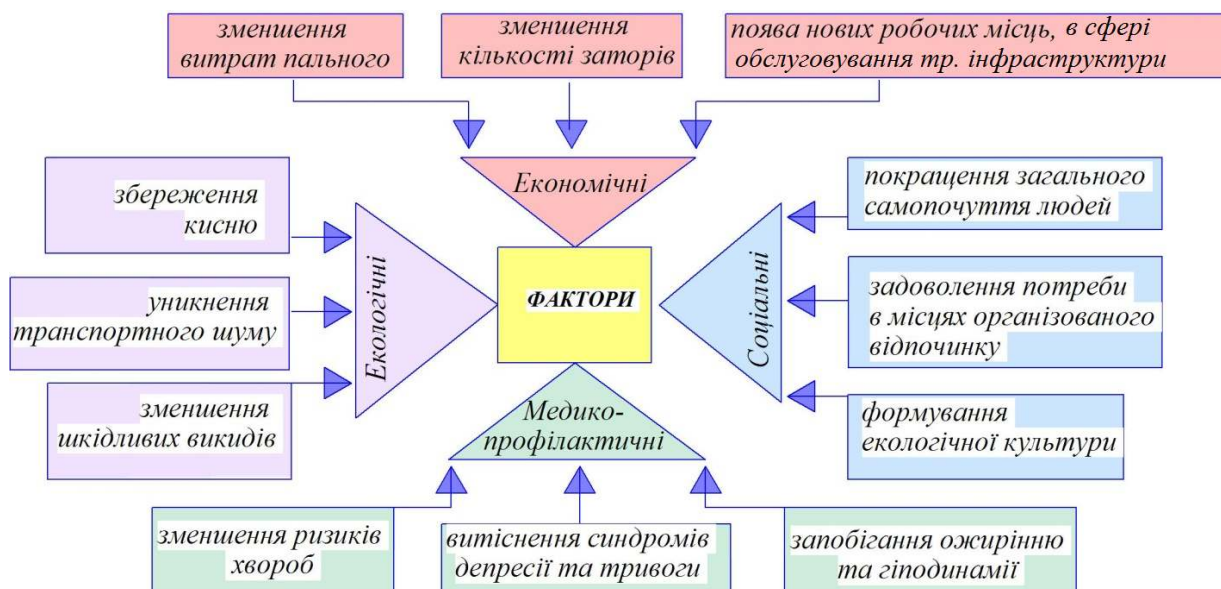 зменшення
витрат пального
зменшення
кількості заторів
поява нових робочих місць, в сфері
обслуговування тр. інфраструктури
Економічні
збереження
кисню
уникнення
транспортного шуму
зменшення
шкідливих викидів
Екологічні
ФАКТОРИ
Соціальні
покращення загального
самопочуття людей
задоволення потреби
в місцях організованого
відпочинку
формування
екологічної культури
Медико-
профілактичні
зменшення ризиків
хвороб
витіснення синдромів
депресії та тривоги
запобігання ожирінню
та гіподинамії